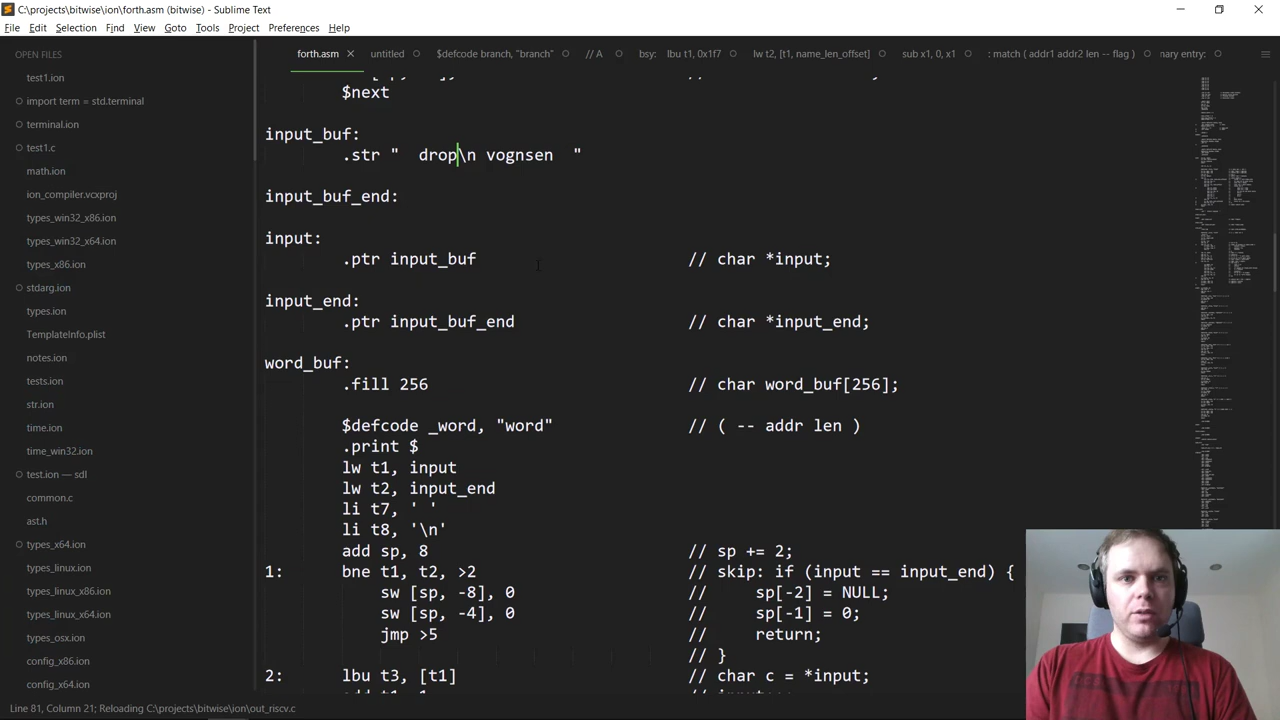 C:\projects\bitwise\ion\forth.asm (bitwise) - Sublime Text
File Edit Selection Find View Goto Tools Project Preferences Help
OPEN FILES
forth.asm untitled $defcode branch, "branch" // A bsy: lbu t1, 0x1f7 lw t2, [t1, name_len_offset] sub x1, 0, x1 : match ( addr1 addr2 len -- flag ) nary entry:
test1.ion
import term = std.terminal
terminal.ion
test1.c
math.ion
ion_compiler.vcxproj
types_win32_x86.ion
types_win32_x64.ion
types_x86.ion
stdarg.ion
types.ion
TemplateInfo.plist
notes.ion
tests.ion
str.ion
time.ion
time_win32.ion
test.ion — sdl
common.c
ast.h
types_x64.ion
types_linux.ion
types_linux_x86.ion
types_linux_x64.ion
types_osx.ion
config_x86.ion
config_x64.ion
$next
input_buf:
.str "  drop\n  "
input_buf_end:
input:
.ptr input_buf // char *input;
input_end:
.ptr input_buf_end // char *input_end;
word_buf:
.fill 256 // char word_buf[256];
$defcode _word, "word" // ( -- addr len )
.print $
lw t1, input
lw t2, input_end
li t7, ' '
li t8, '\n'
add sp, 8 // sp += 2;
1: bne t1, t2, >2 // skip: if (input == input_end) {
sw [sp, -8], 0 // sp[-2] = NULL;
sw [sp, -4], 0 // sp[-1] = 0;
jmp >5 // return;
// }
2: lbu t3, [t1] // char c = *input;
Line 81, Column 21; Reloading C:\projects\bitwise\ion\out_riscv.c